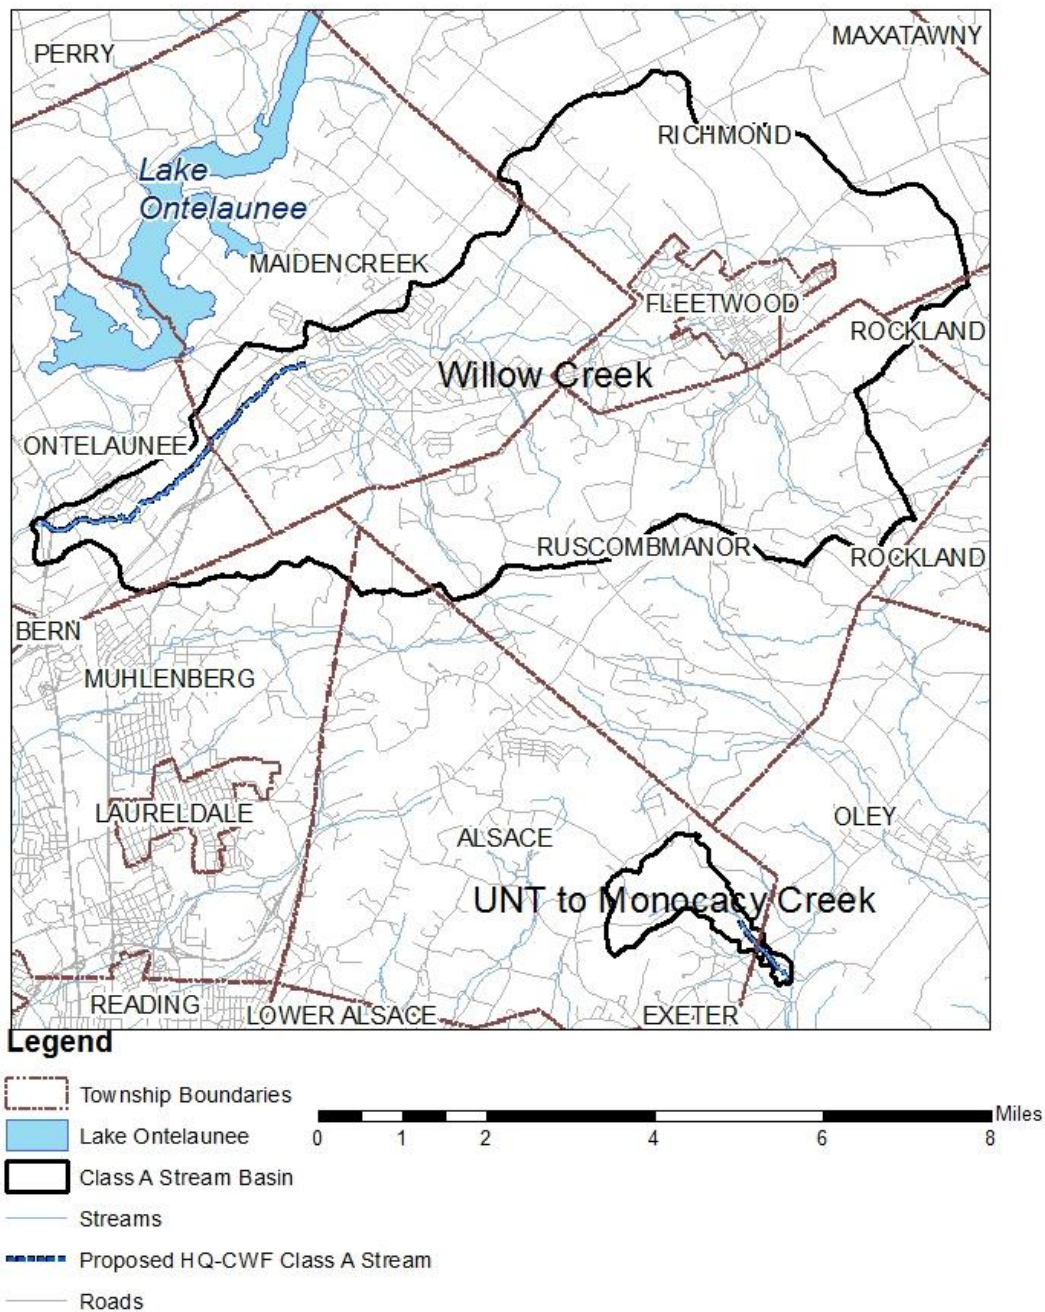 PERRY
MAXATAWNY
RICHMOND
Lake
Ontelaunee
MAIDENCREEK
FLEETWOOD
ROCKLAND
Willow Creek
ONTELAUNEE
RUSCOMBMANOR
ROCKLAND
BERN
MUHLENBERG
LAURELDALE
OLEY
ALSACE
UNT to Monocacy Creek
READING
LOWER ALSACE
EXETER
Legend
Township Boundaries
Lake Ontelaunee
Class A Stream Basin
Streams
Proposed HQ-CWF Class A Stream
Roads
Miles
0 1 2 4 6 8